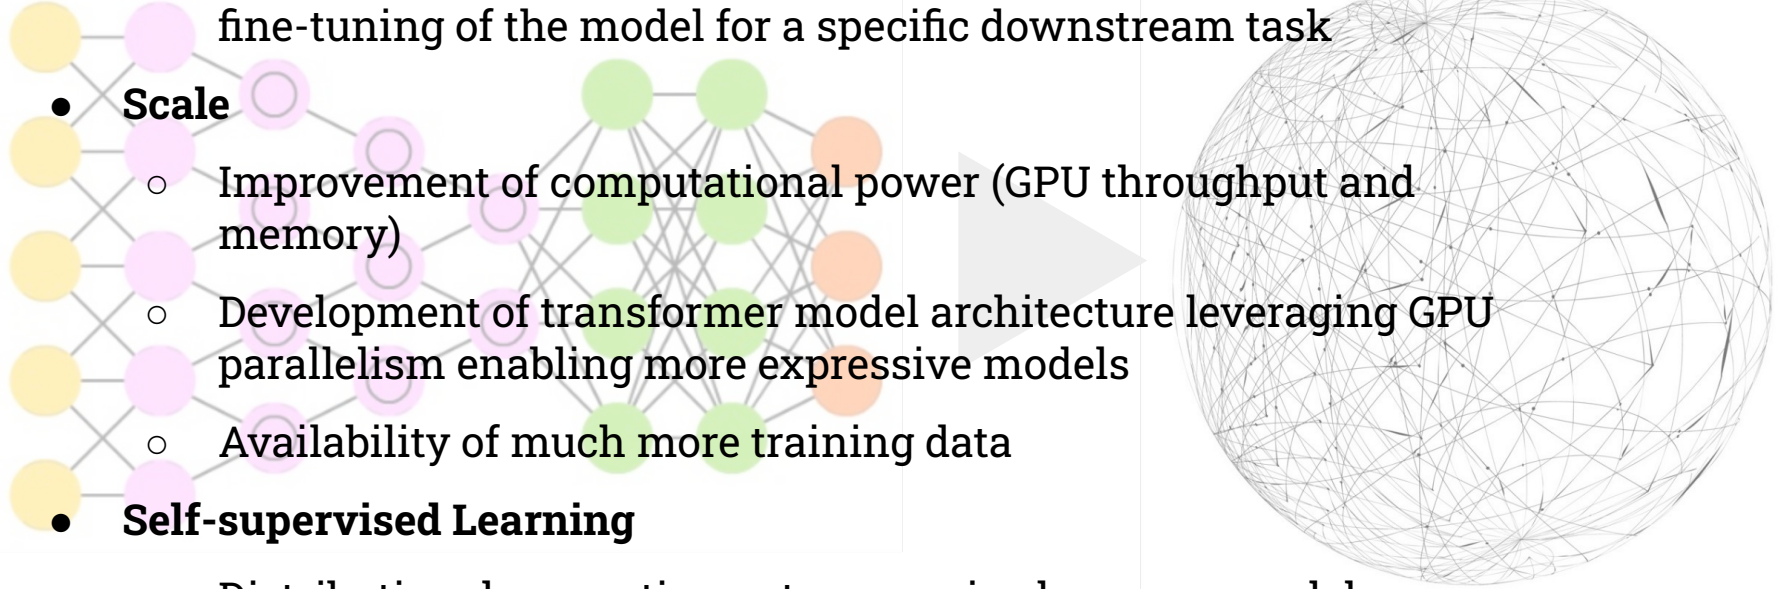 fine-tuning of the model for a specific downstream task
● Scale
○ Improvement of computational power (GPU throughput and
memory)
○ Development of transformer model architecture leveraging GPU
parallelism enabling more expressive models
○ Availability of much more training data
● Self-supervised Learning